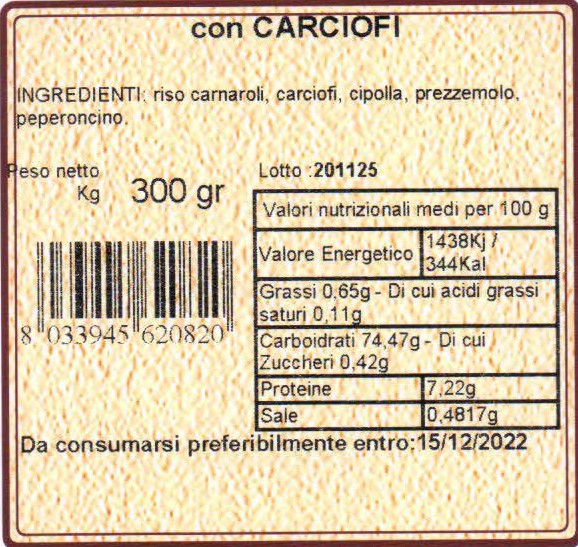 con CARCIOFI
INGREDIENTI: riso carnaroli, carciofi, cipolla, prezzemolo,
peperoncino.
Peso netto
Kg 300 gr
Lotto :201125
Valori nutrizionali medi per 100 g
Valore Energetico 1438Kj /
344Kal
Grassi 0,65g - Di cui acidi grassi
saturi 0,11g
Carboidrati 74,47g - Di cui
Zuccheri 0,42g
Proteine 7,22g
Sale 0,4817g
8 033945 620820
Da consumarsi preferibilmente entro:15/12/2022